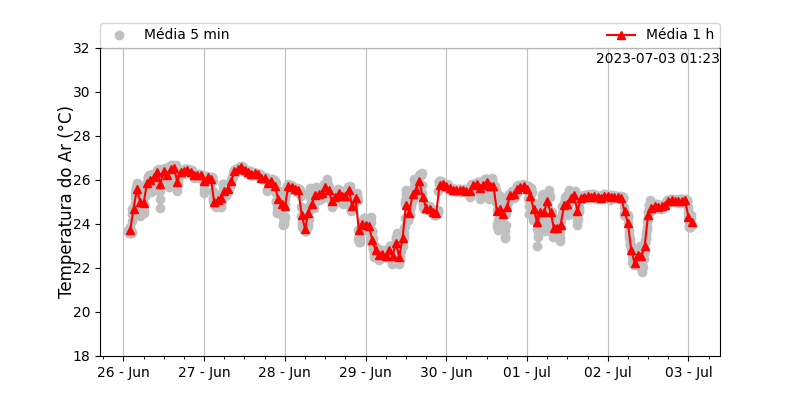 Média 5 min
Média 1 h
2023-07-03 01:23
Temperatura do Ar (°C)
32
30
28
26
24
22
20
18
26 - Jun
27 - Jun
28 - Jun
29 - Jun
30 - Jun
01 - Jul
02 - Jul
03 - Jul